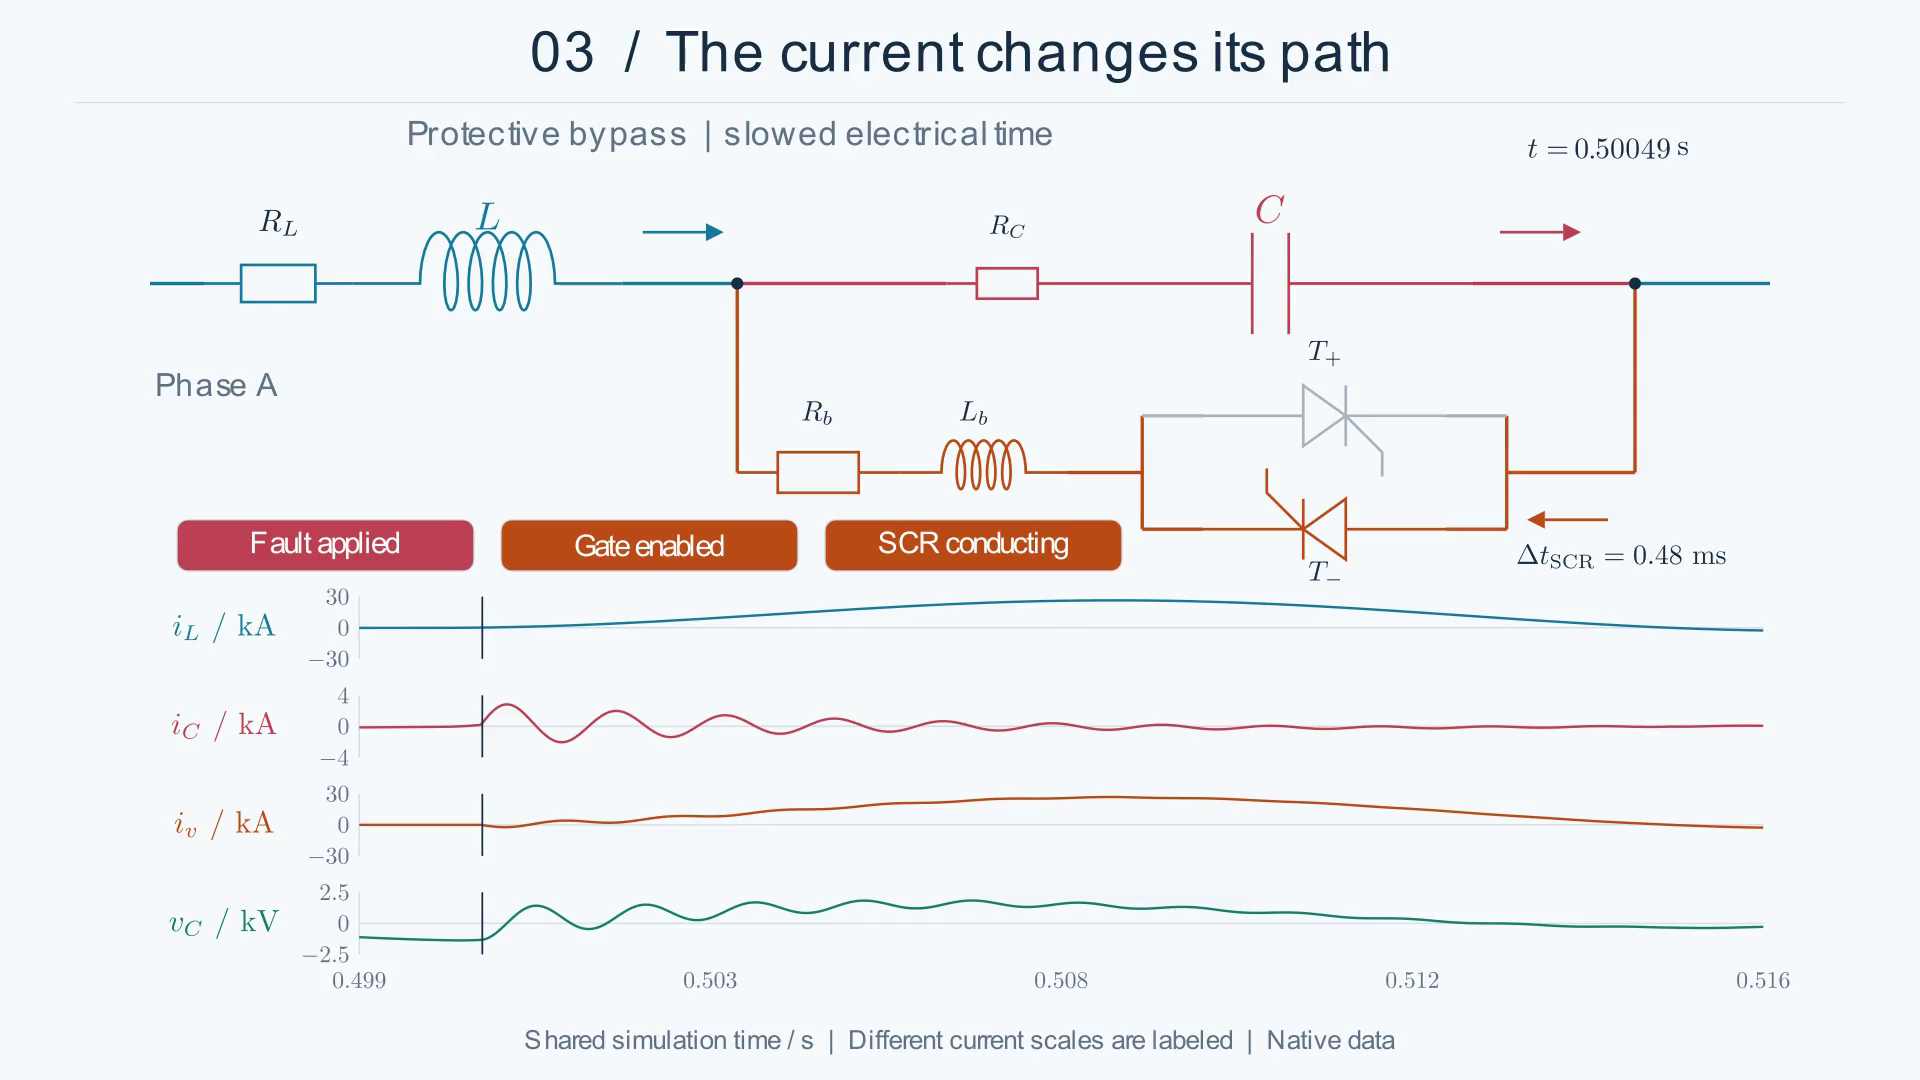 03 / The current changes its path
Protective bypass | slowed electrical time
t = 0.50049 s
R_L
L
R_C
C
T_+
Phase A
R_b
L_b
Fault applied
Gate enabled
SCR conducting
T_−
Δt_SCR = 0.48 ms
i_L / kA
30
0
−30
i_C / kA
4
0
−4
i_v / kA
30
0
−30
v_C / kV
2.5
0
−2.5
0.499 0.503 0.508 0.512 0.516
Shared simulation time / s | Different current scales are labeled | Native data